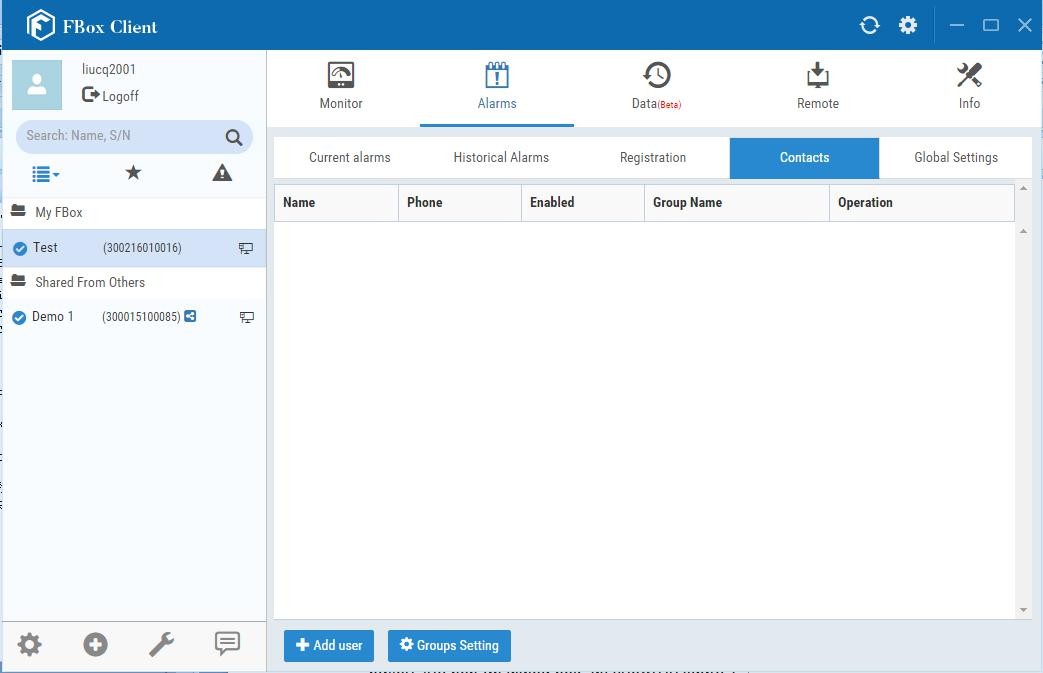 FBox Client
liucq2001
Logoff
Search: Name, S/N
My FBox
Test (300216010016)
Shared From Others
Demo 1 (300015100085)
Monitor Alarms Data(Beta) Remote Info
Current alarms Historical Alarms Registration Contacts Global Settings
Name Phone Enabled Group Name Operation
Add user Groups Setting